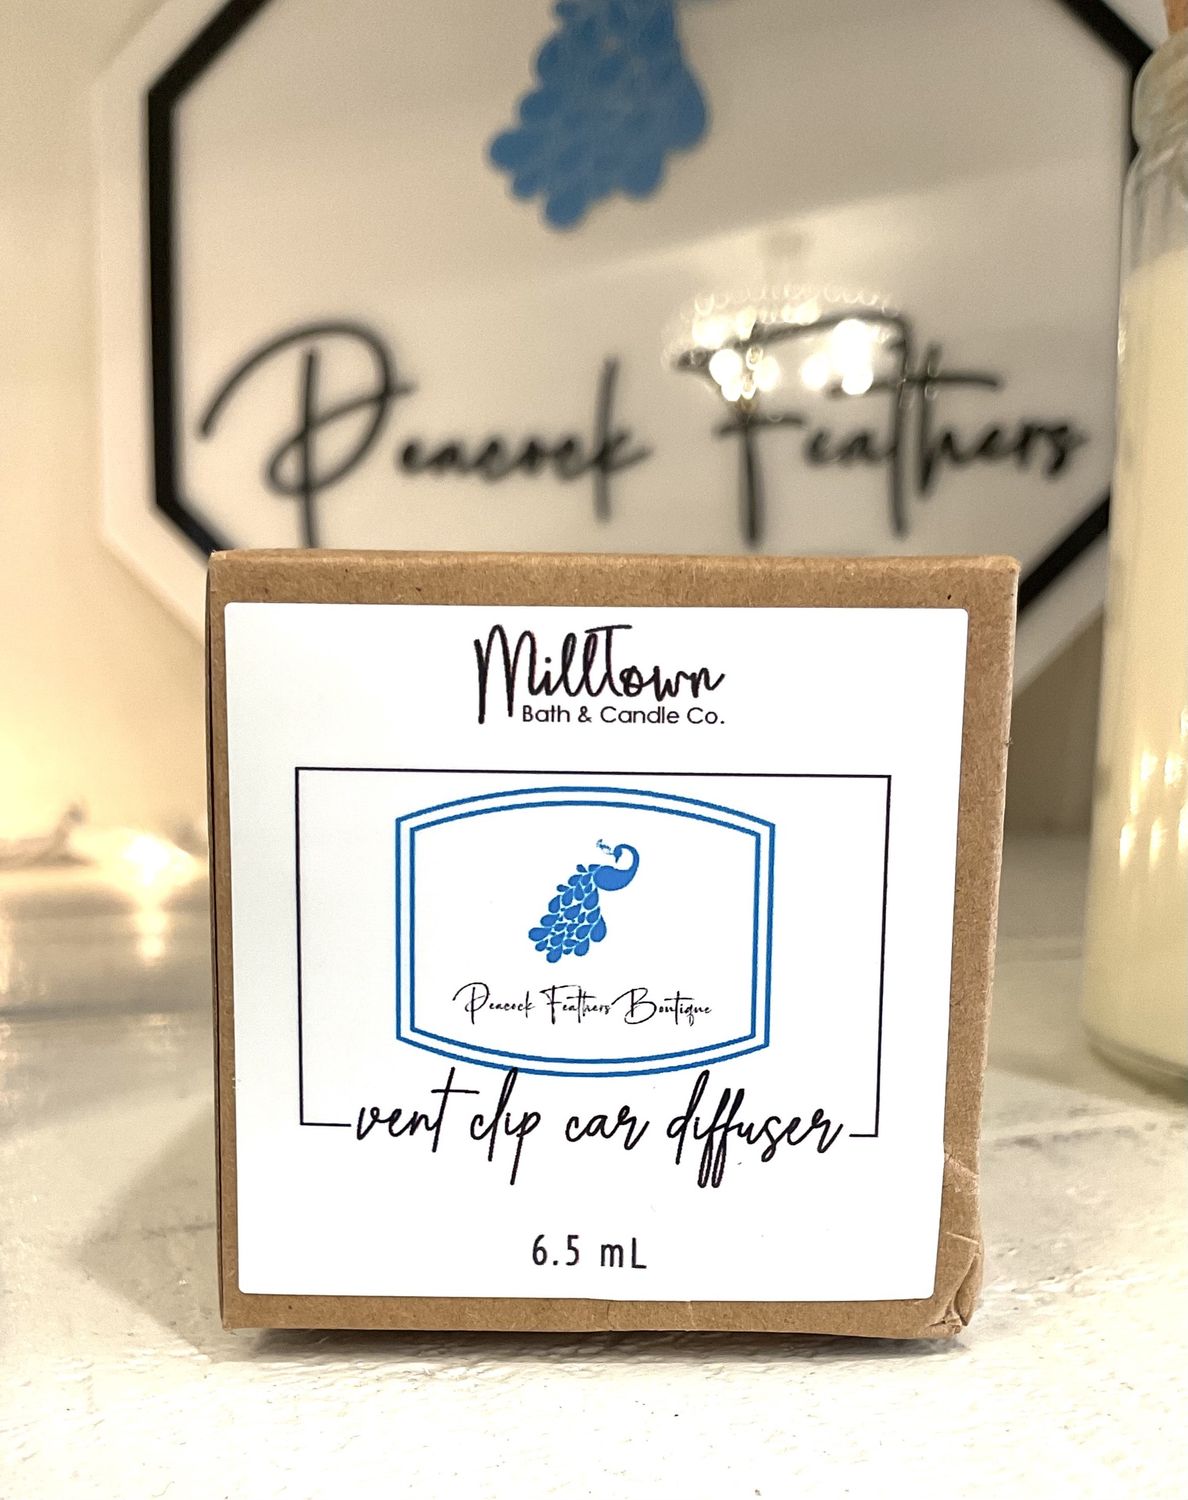 Peacock Feathers
MillTown
Bath & Candle Co.
Peacock Feathers Boutique
vent clip car diffuser
6.5 mL